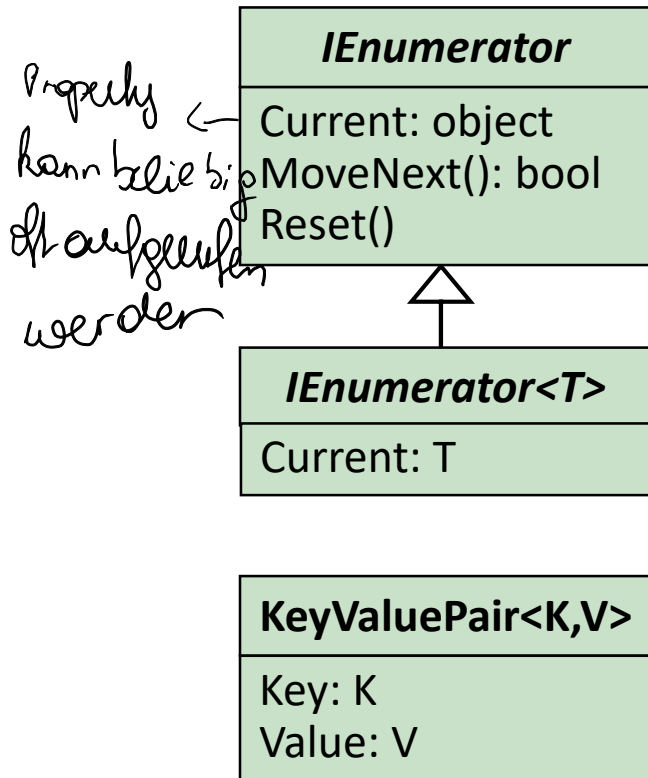 IEnumerator
Property
kann beliebig
oft aufgerufen
werden
Current: object
MoveNext(): bool
Reset()
IEnumerator<T>
Current: T
KeyValuePair<K,V>
Key: K
Value: V